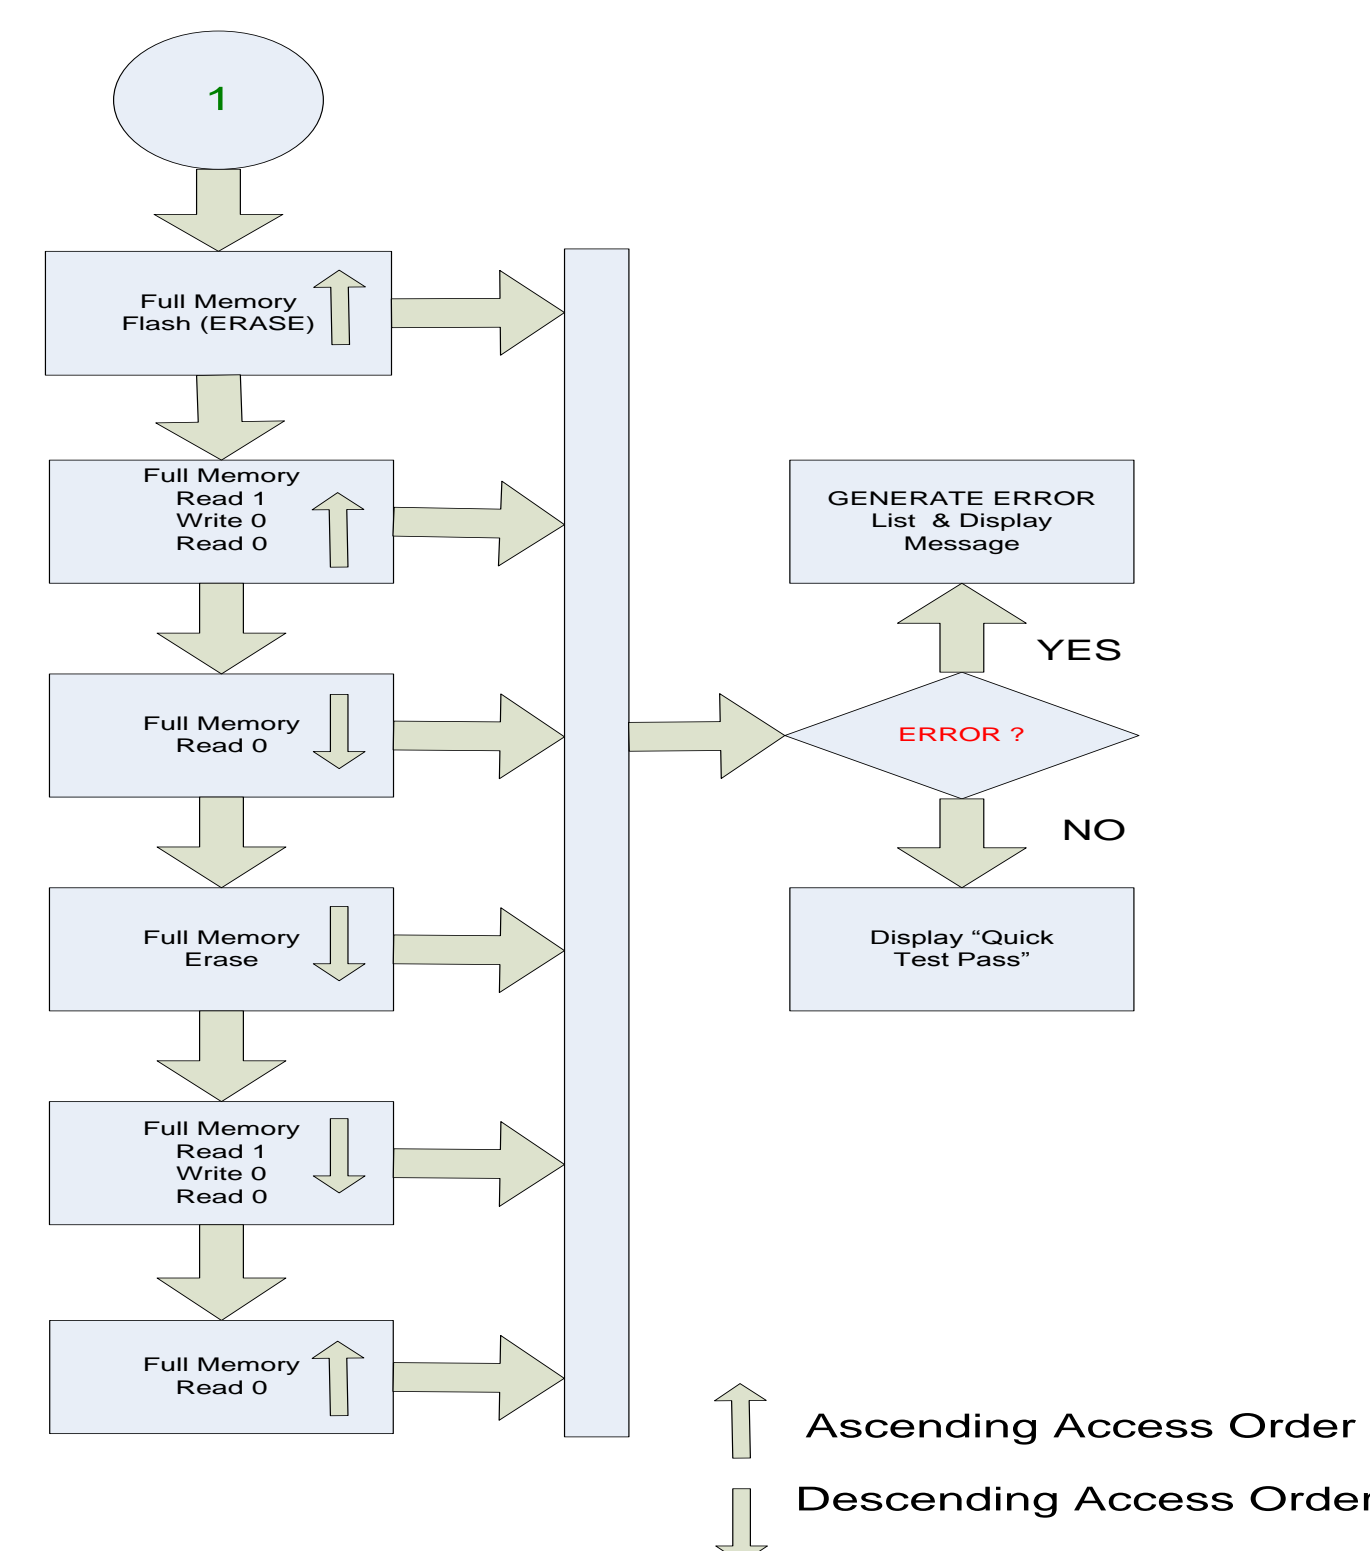 1
Full Memory
Flash (ERASE)
Full Memory
Read 1
Write 0
Read 0
Full Memory
Read 0
Full Memory
Erase
Full Memory
Read 1
Write 0
Read 0
Full Memory
Read 0
GENERATE ERROR
List & Display
Message
YES
ERROR ?
NO
Display “Quick
Test Pass”
Ascending Access Order
Descending Access Order